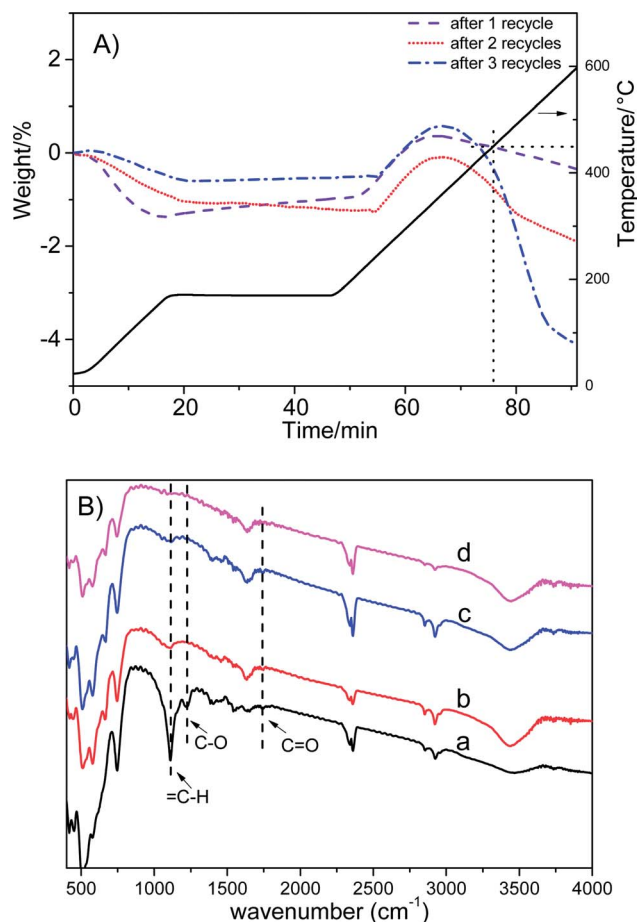 A)
after 1 recycle
after 2 recycles
after 3 recycles
2
0
-2
-4
Weight/%
600
400
200
0
Temperature/°C
0 20 40 60 80
Time/min
B)
d
c
b
a
C-O
C=O
=C-H
500 1000 1500 2000 2500 3000 3500 4000
wavenumber (cm⁻¹)